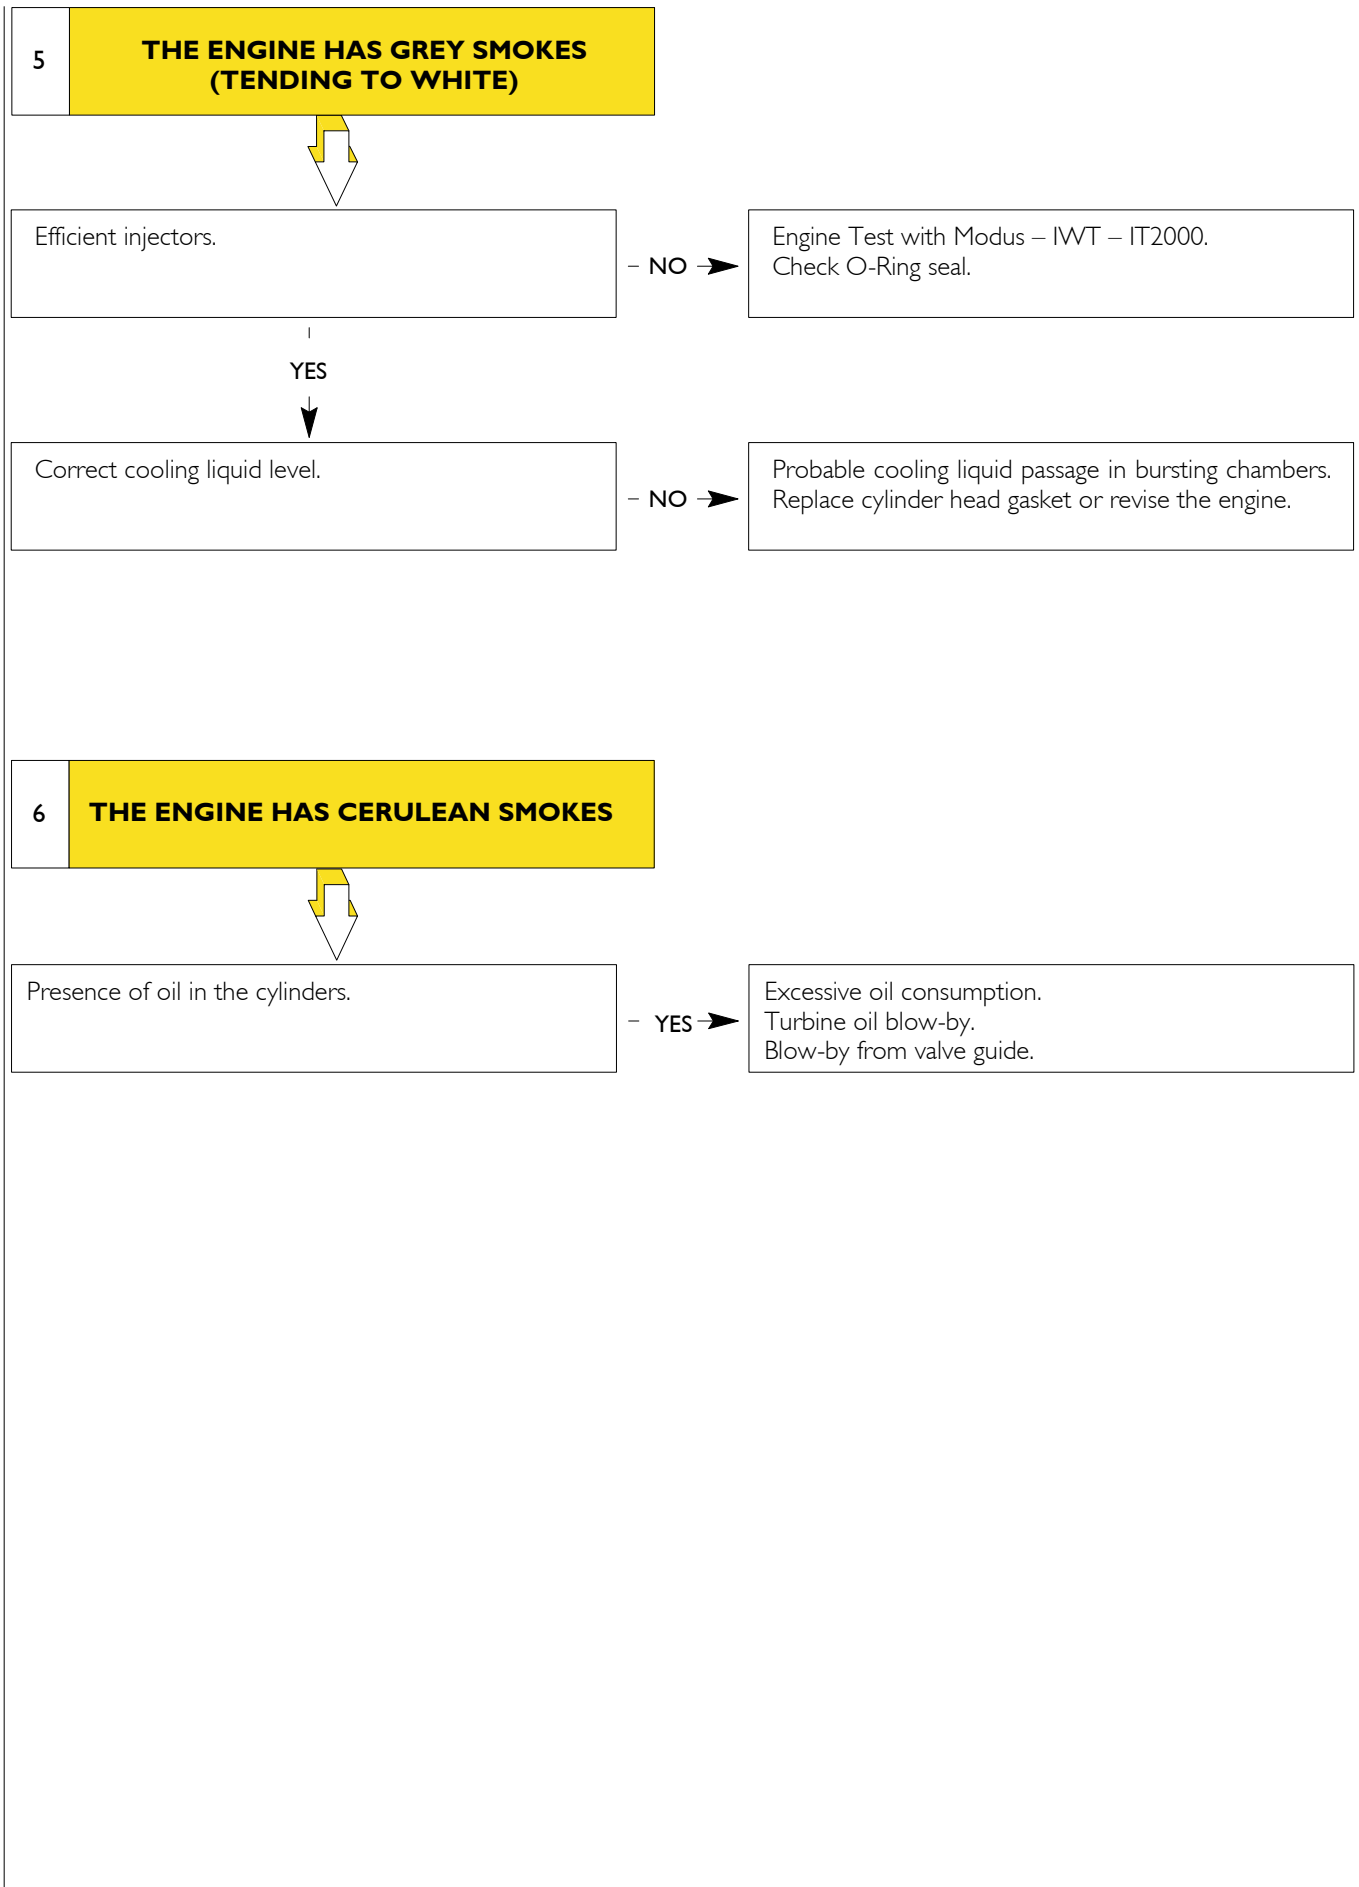 5
THE ENGINE HAS GREY SMOKES
(TENDING TO WHITE)
Efficient injectors.
– NO
Engine Test with Modus – IWT – IT2000.
Check O-Ring seal.
YES
Correct cooling liquid level.
– NO
Probable cooling liquid passage in bursting chambers.
Replace cylinder head gasket or revise the engine.
6
THE ENGINE HAS CERULEAN SMOKES
Presence of oil in the cylinders.
– YES
Excessive oil consumption.
Turbine oil blow-by.
Blow-by from valve guide.